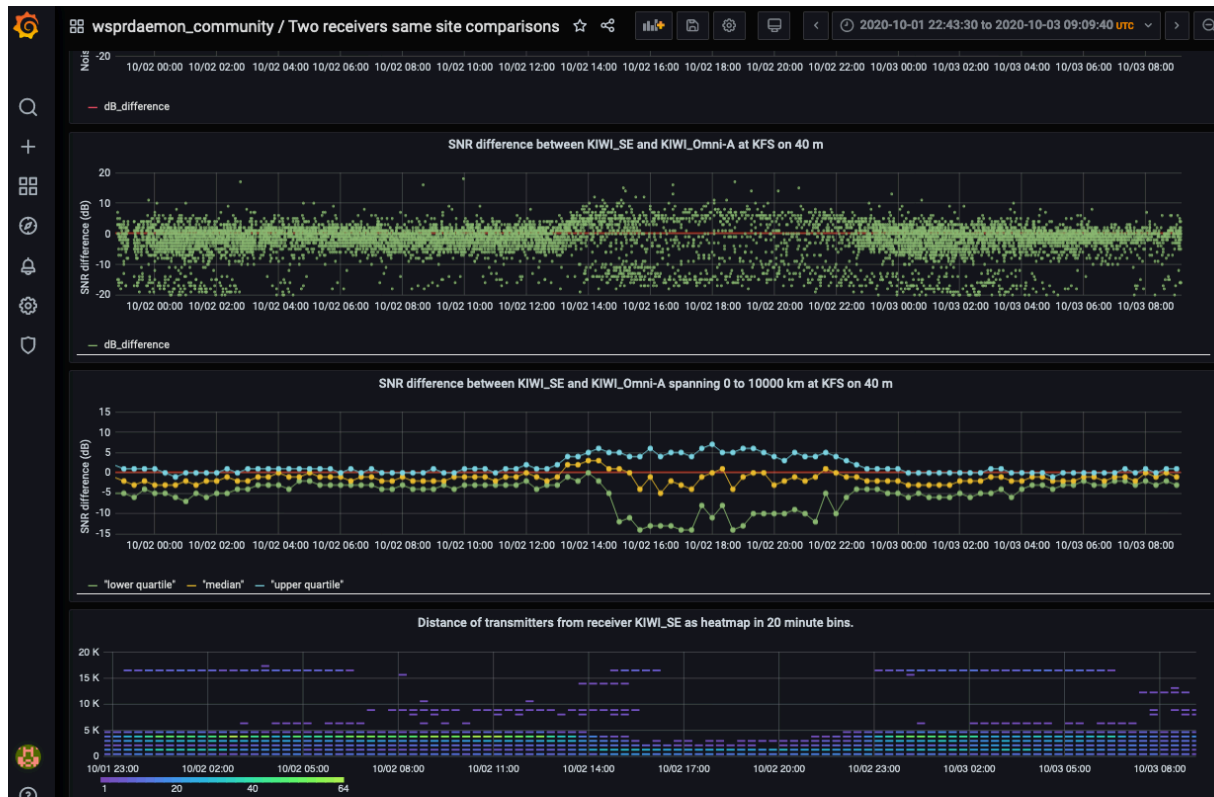 wsprdaemon_community / Two receivers same site comparisons
2020-10-01 22:43:30 to 2020-10-03 09:09:40 UTC
Nois
-20
10/02 00:00 10/02 02:00 10/02 04:00 10/02 06:00 10/02 08:00 10/02 10:00 10/02 12:00 10/02 14:00 10/02 16:00 10/02 18:00 10/02 20:00 10/02 22:00 10/03 00:00 10/03 02:00 10/03 04:00 10/03 06:00 10/03 08:00
dB_difference
SNR difference between KIWI_SE and KIWI_Omni-A at KFS on 40 m
SNR difference (dB)
20
10
0
-10
-20
10/02 00:00 10/02 02:00 10/02 04:00 10/02 06:00 10/02 08:00 10/02 10:00 10/02 12:00 10/02 14:00 10/02 16:00 10/02 18:00 10/02 20:00 10/02 22:00 10/03 00:00 10/03 02:00 10/03 04:00 10/03 06:00 10/03 08:00
dB_difference
SNR difference between KIWI_SE and KIWI_Omni-A spanning 0 to 10000 km at KFS on 40 m
SNR difference (dB)
15
10
5
0
-5
-10
-15
10/02 00:00 10/02 02:00 10/02 04:00 10/02 06:00 10/02 08:00 10/02 10:00 10/02 12:00 10/02 14:00 10/02 16:00 10/02 18:00 10/02 20:00 10/02 22:00 10/03 00:00 10/03 02:00 10/03 04:00 10/03 06:00 10/03 08:00
"lower quartile" "median" "upper quartile"
Distance of transmitters from receiver KIWI_SE as heatmap in 20 minute bins.
20 K
15 K
10 K
5 K
0
10/01 23:00 10/02 02:00 10/02 05:00 10/02 08:00 10/02 11:00 10/02 14:00 10/02 17:00 10/02 20:00 10/02 23:00 10/03 02:00 10/03 05:00 10/03 08:00
1 20 40 64